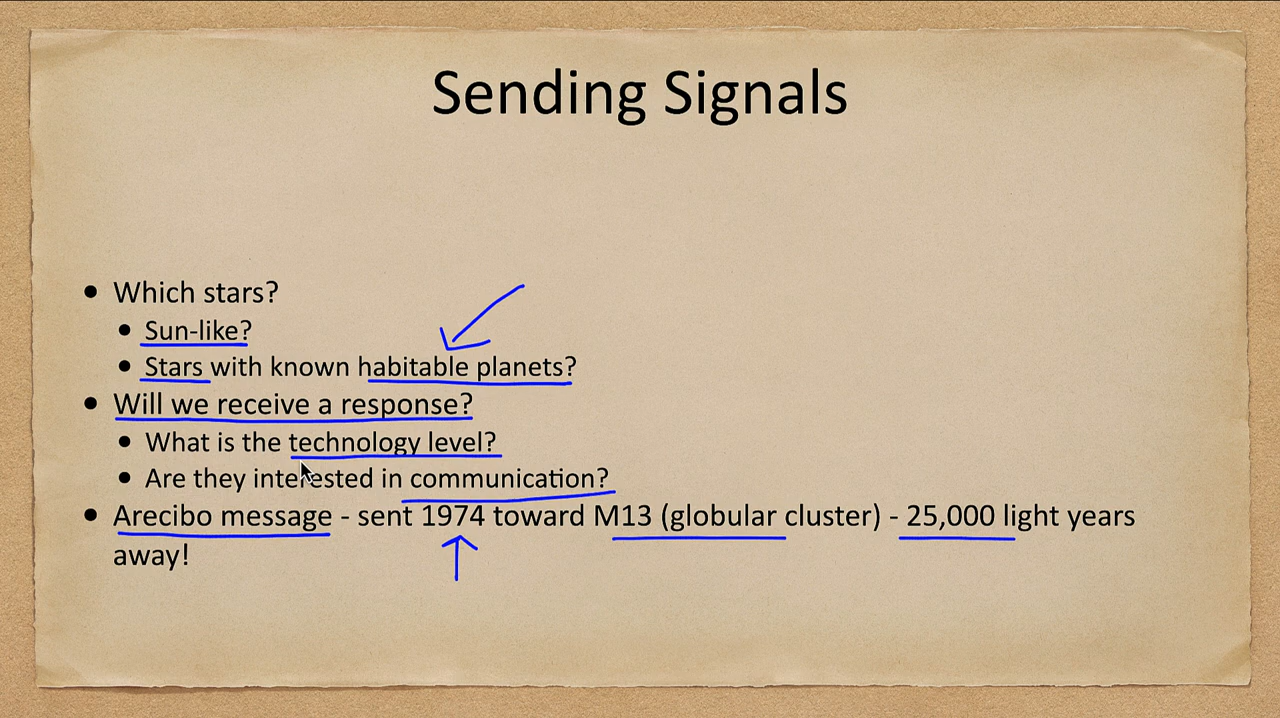 Sending Signals
• Which stars?
• Sun-like?
• Stars with known habitable planets?
• Will we receive a response?
• What is the technology level?
• Are they interested in communication?
• Arecibo message - sent 1974 toward M13 (globular cluster) - 25,000 light years
away!